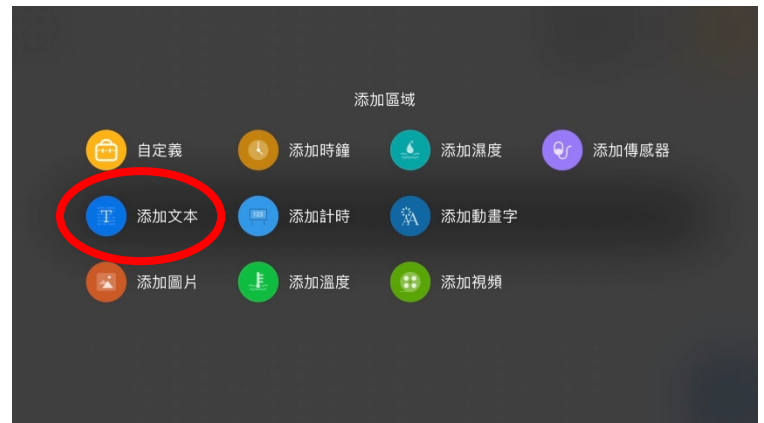 添加區域
自定義 添加時鐘 添加濕度 添加傳感器
T 添加文本 123 添加計時 A 添加動畫字
添加圖片 添加溫度 添加視頻